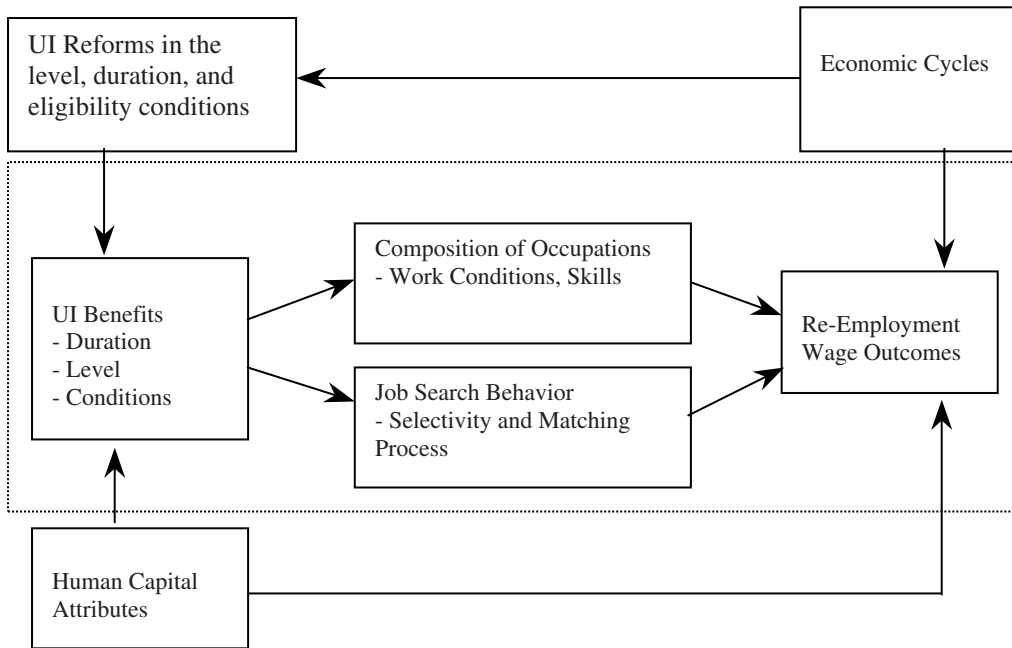 UI Reforms in the
level, duration, and
eligibility conditions
Economic Cycles
Composition of Occupations
- Work Conditions, Skills
UI Benefits
- Duration
- Level
- Conditions
Re-Employment
Wage Outcomes
Job Search Behavior
- Selectivity and Matching
Process
Human Capital
Attributes